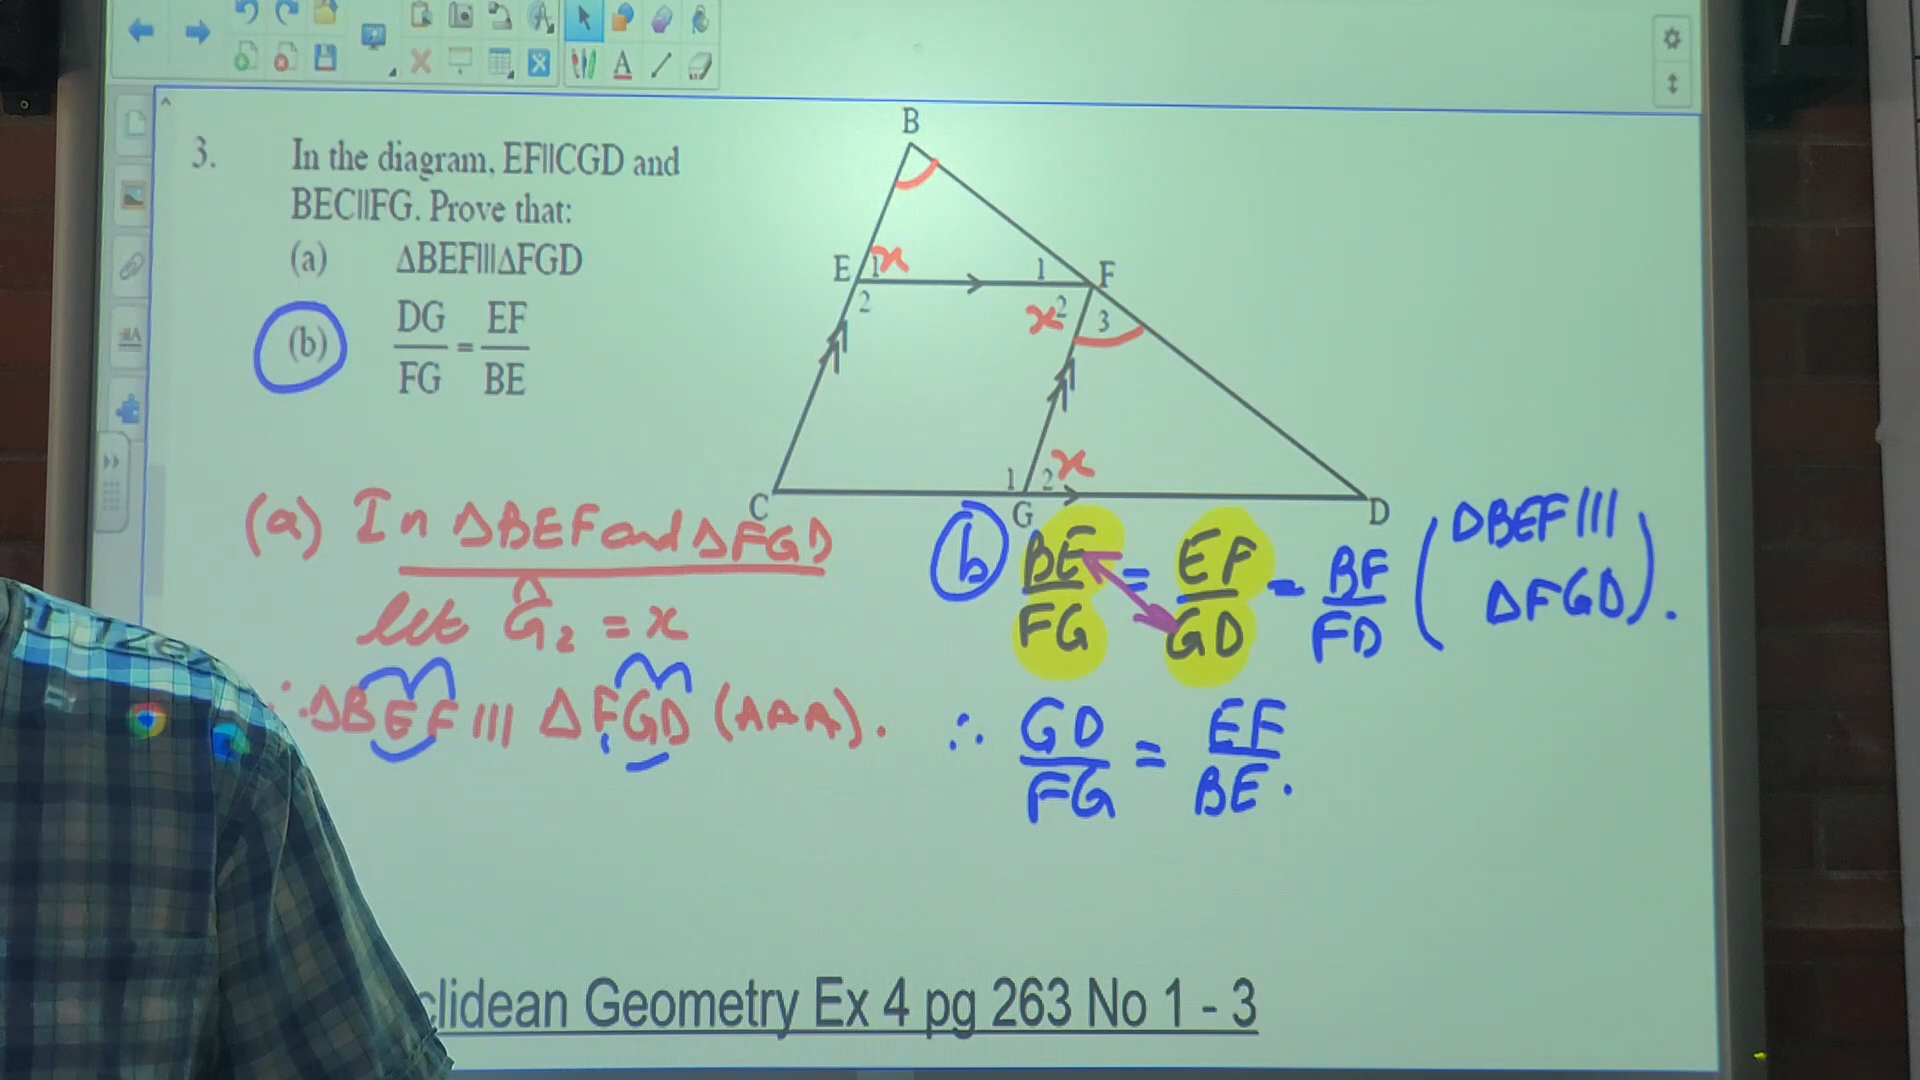 3. In the diagram, EF||CGD and
BEC||FG. Prove that:
(a) ΔBEF|||ΔFGD
(b) DG/FG = EF/BE
B
E 1 x 1 F
2 x 2 3
1 2 x
C G D
(a) In ΔBEF and ΔFGD
let Ĝ₂ = x
∴ ΔBEF ||| ΔFGD (AAA).
(b) BE/FG = EF/GD = BF/FD (ΔBEF ||| ΔFGD).
∴ GD/FG = EF/BE.
clidean Geometry Ex 4 pg 263 No 1 - 3